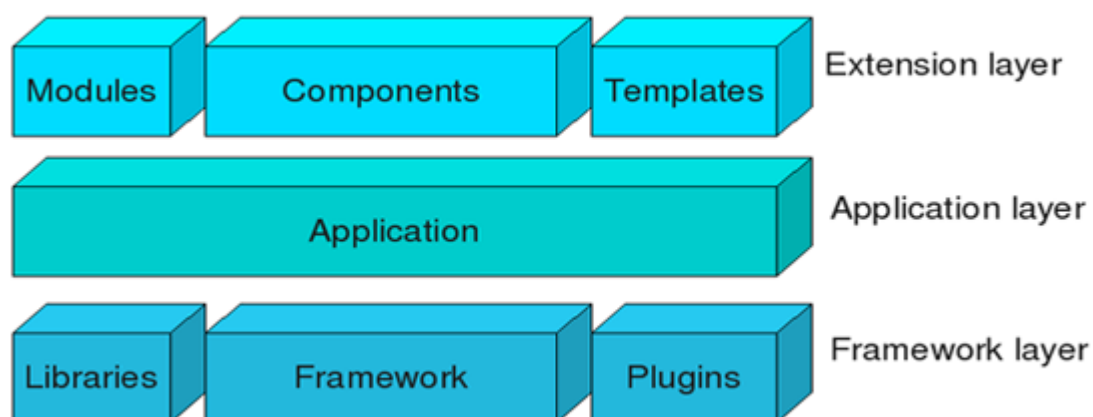 Modules Components Templates Extension layer
Application Application layer
Libraries Framework Plugins Framework layer